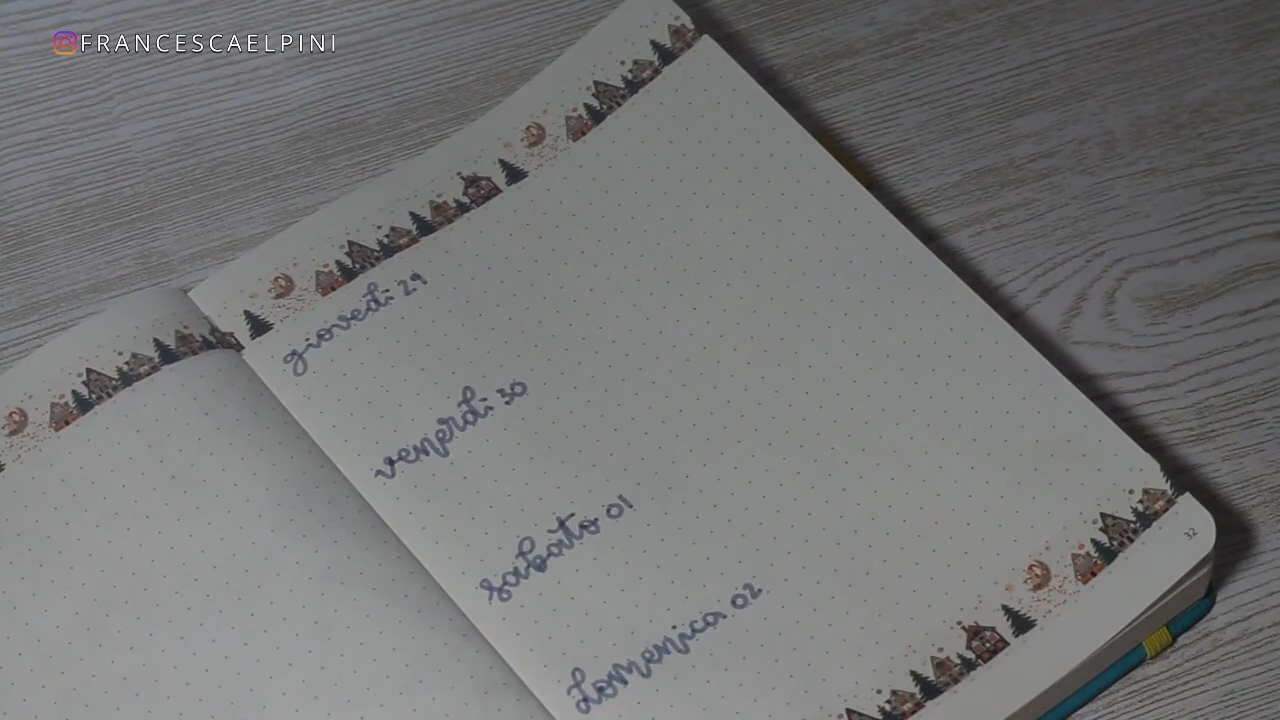 FRANCESCAELPINI
giovedì 29
venerdì 30
sabato 01
domenica 02
32